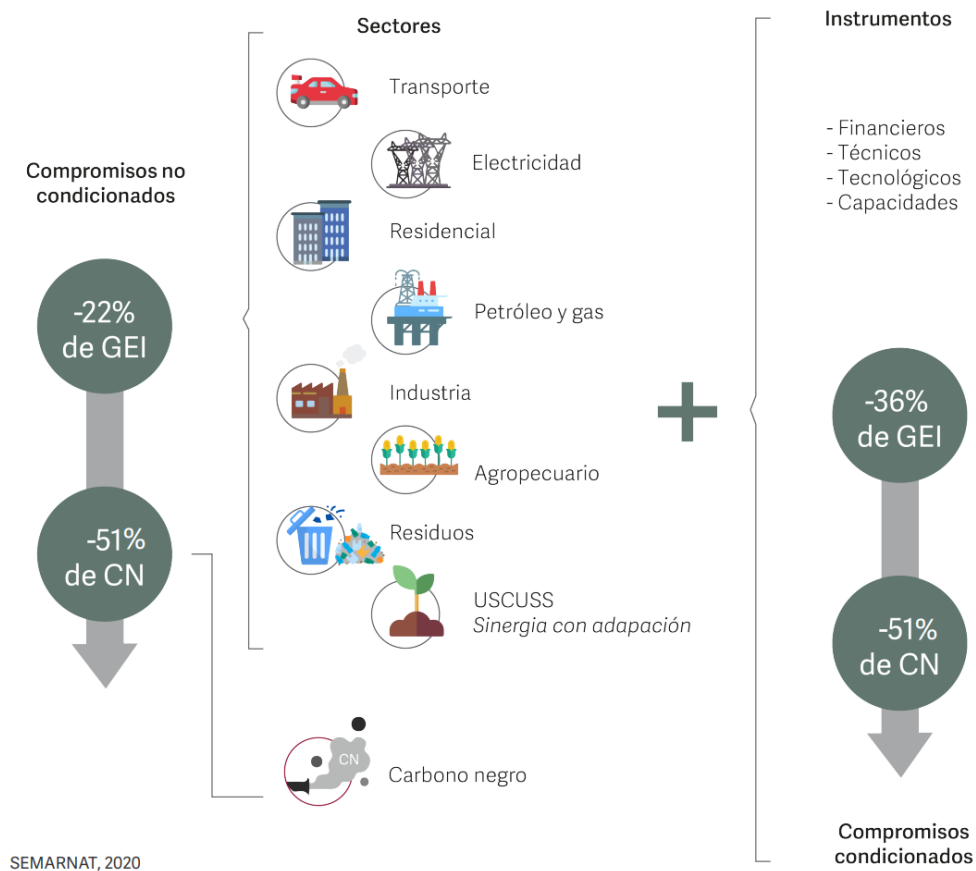 Compromisos no
condicionados
-22%
de GEI
-51%
de CN
Sectores
Transporte
Electricidad
Residencial
Petróleo y gas
Industria
Agropecuario
Residuos
USCUSS
Sinergia con adapación
CN
Carbono negro
Instrumentos
- Financieros
- Técnicos
- Tecnológicos
- Capacidades
-36%
de GEI
-51%
de CN
Compromisos
condicionados
SEMARNAT, 2020